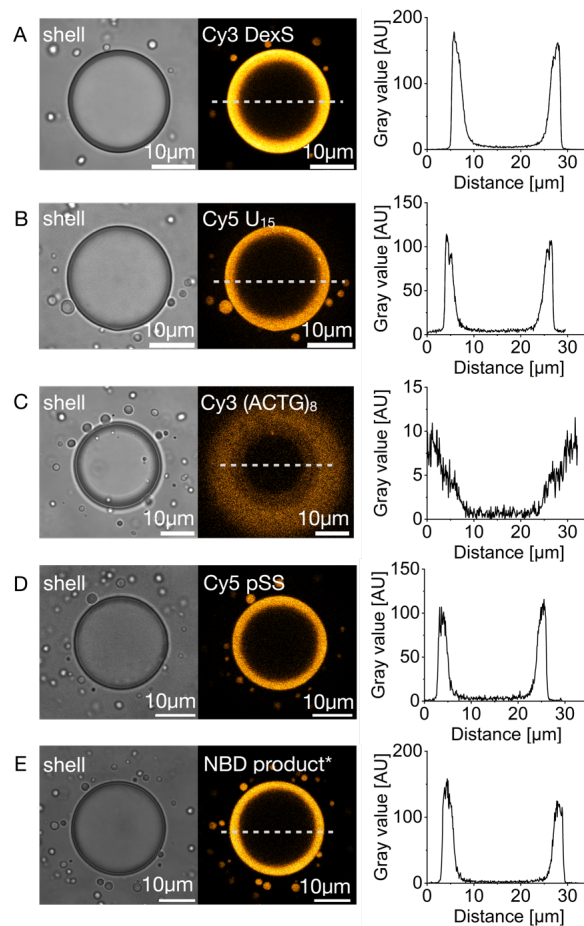 A
shell
Cy3 DexS
10µm
10µm
Gray value [AU]
200
100
0
0 10 20 30
Distance [µm]
B
shell
Cy5 U₁₅
10µm
10µm
Gray value [AU]
150
100
50
0
0 10 20 30
Distance [µm]
C
shell
Cy3 (ACTG)₈
10µm
10µm
Gray value [AU]
15
10
5
0
0 10 20 30
Distance [µm]
D
shell
Cy5 pSS
10µm
10µm
Gray value [AU]
150
100
50
0
0 10 20 30
Distance [µm]
E
shell
NBD product*
10µm
10µm
Gray value [AU]
200
100
0
0 10 20 30
Distance [µm]